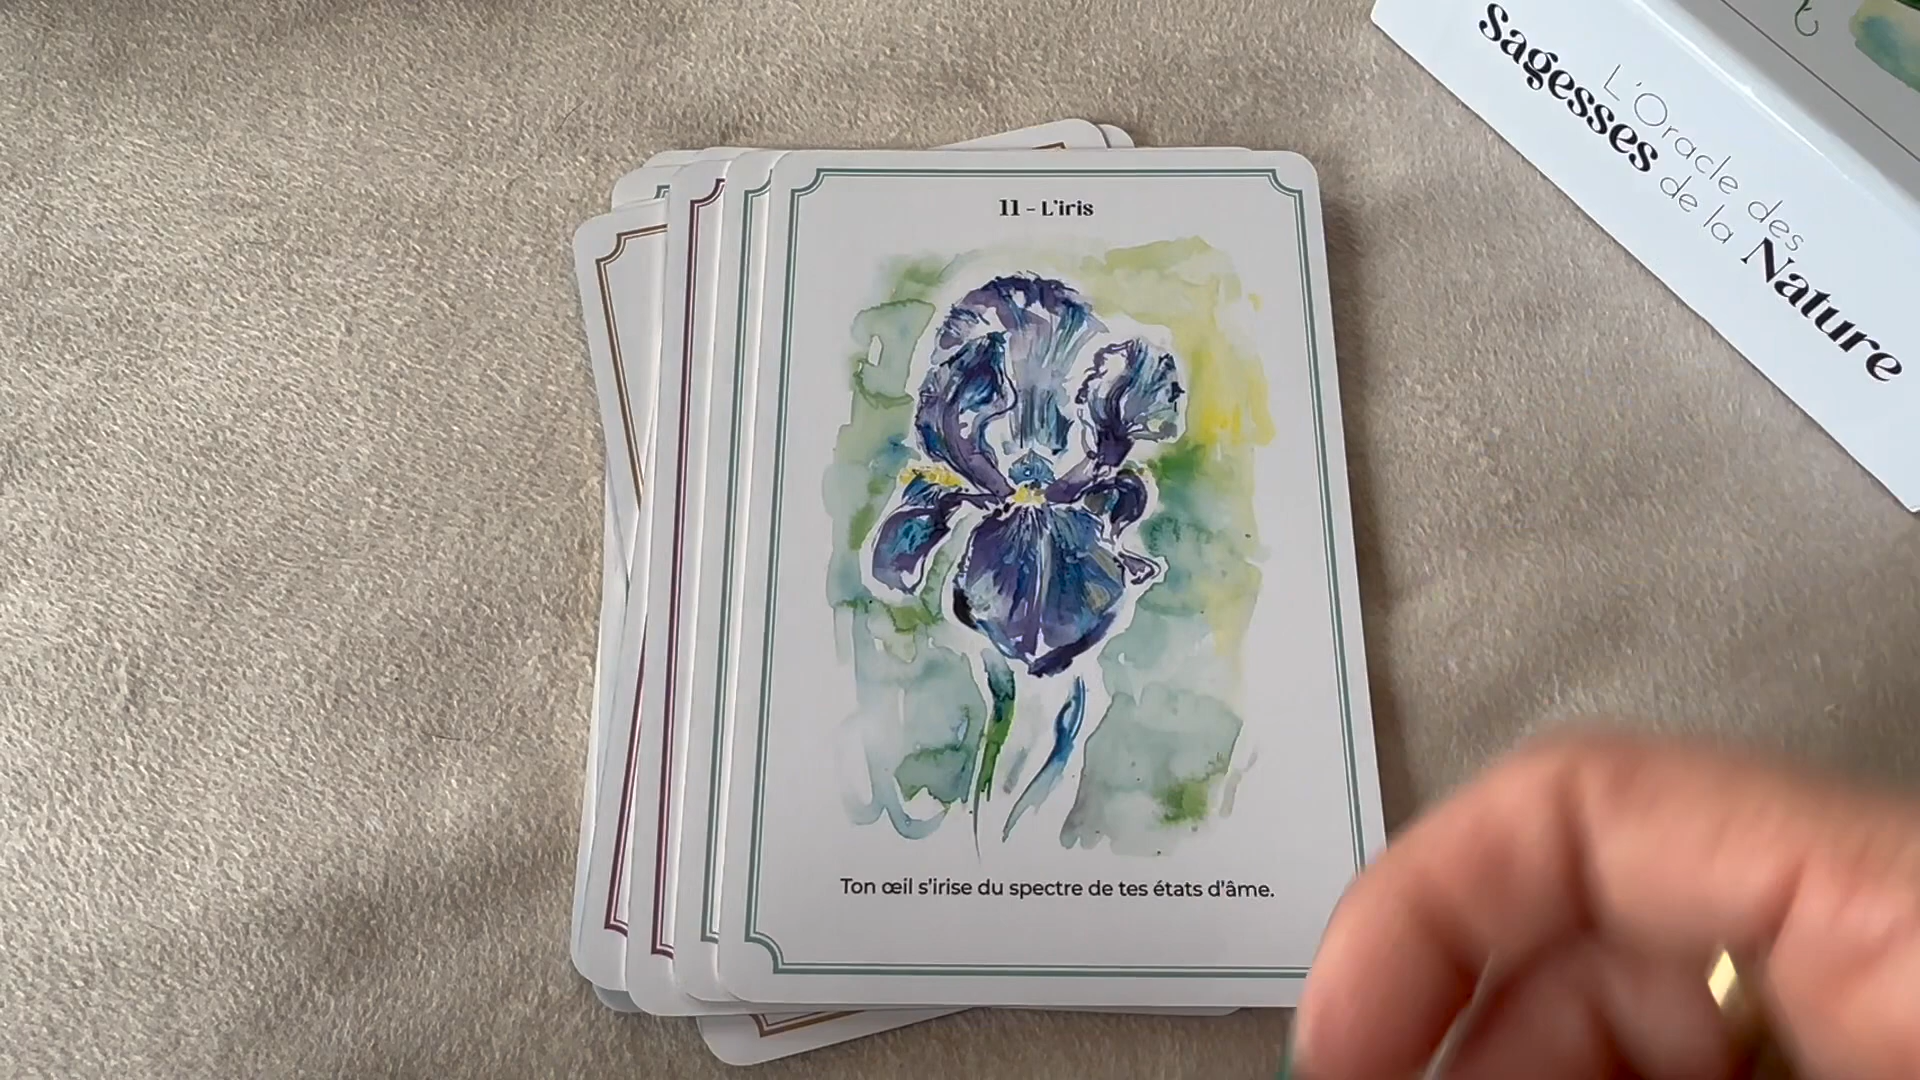 11 - L'iris
Ton œil s'irise du spectre de tes états d'âme.
L'Oracle des
Sagesses
de la Nature